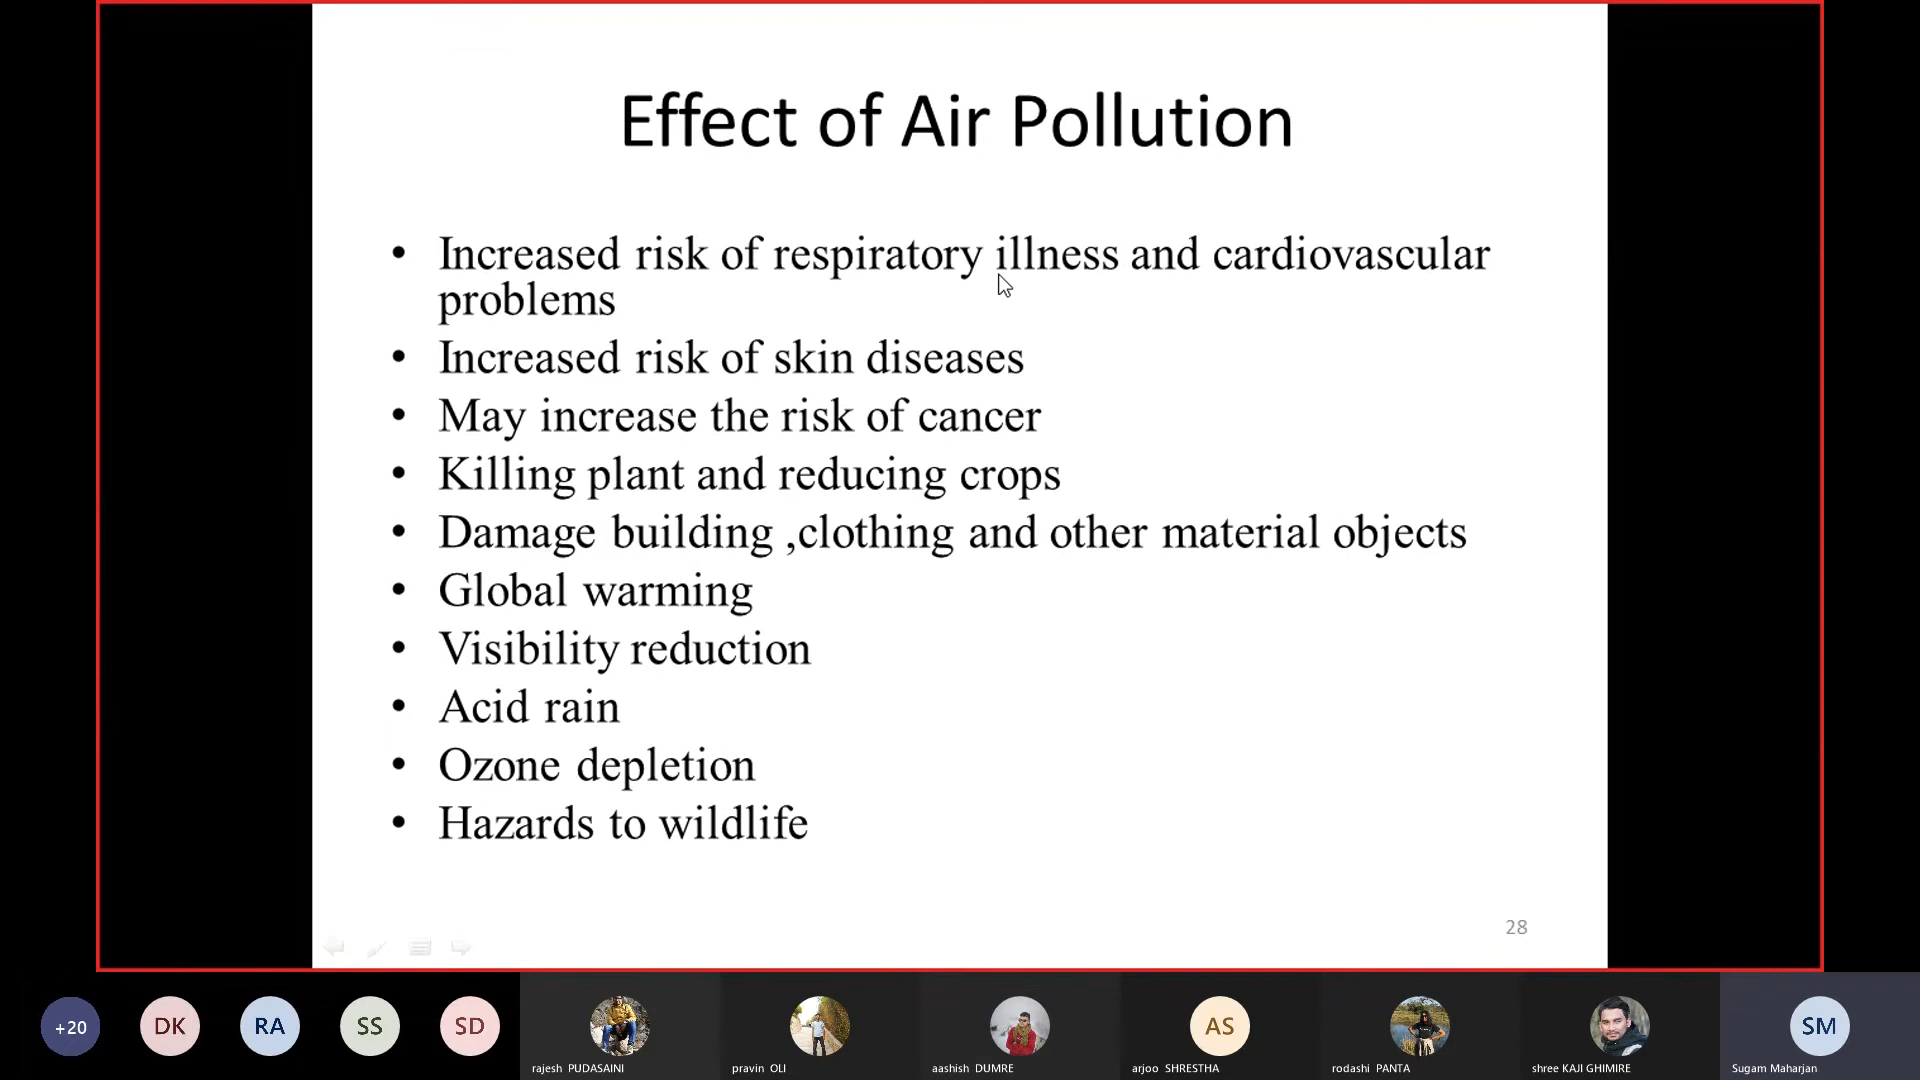 Effect of Air Pollution
• Increased risk of respiratory illness and cardiovascular
problems
• Increased risk of skin diseases
• May increase the risk of cancer
• Killing plant and reducing crops
• Damage building ,clothing and other material objects
• Global warming
• Visibility reduction
• Acid rain
• Ozone depletion
• Hazards to wildlife
28
+20 DK RA SS SD AS SM
rajesh PUDASAINI pravin OLI aashish DUMRE arjoo SHRESTHA rodashi PANTA shree KAJI GHIMIRE Sugam Maharjan